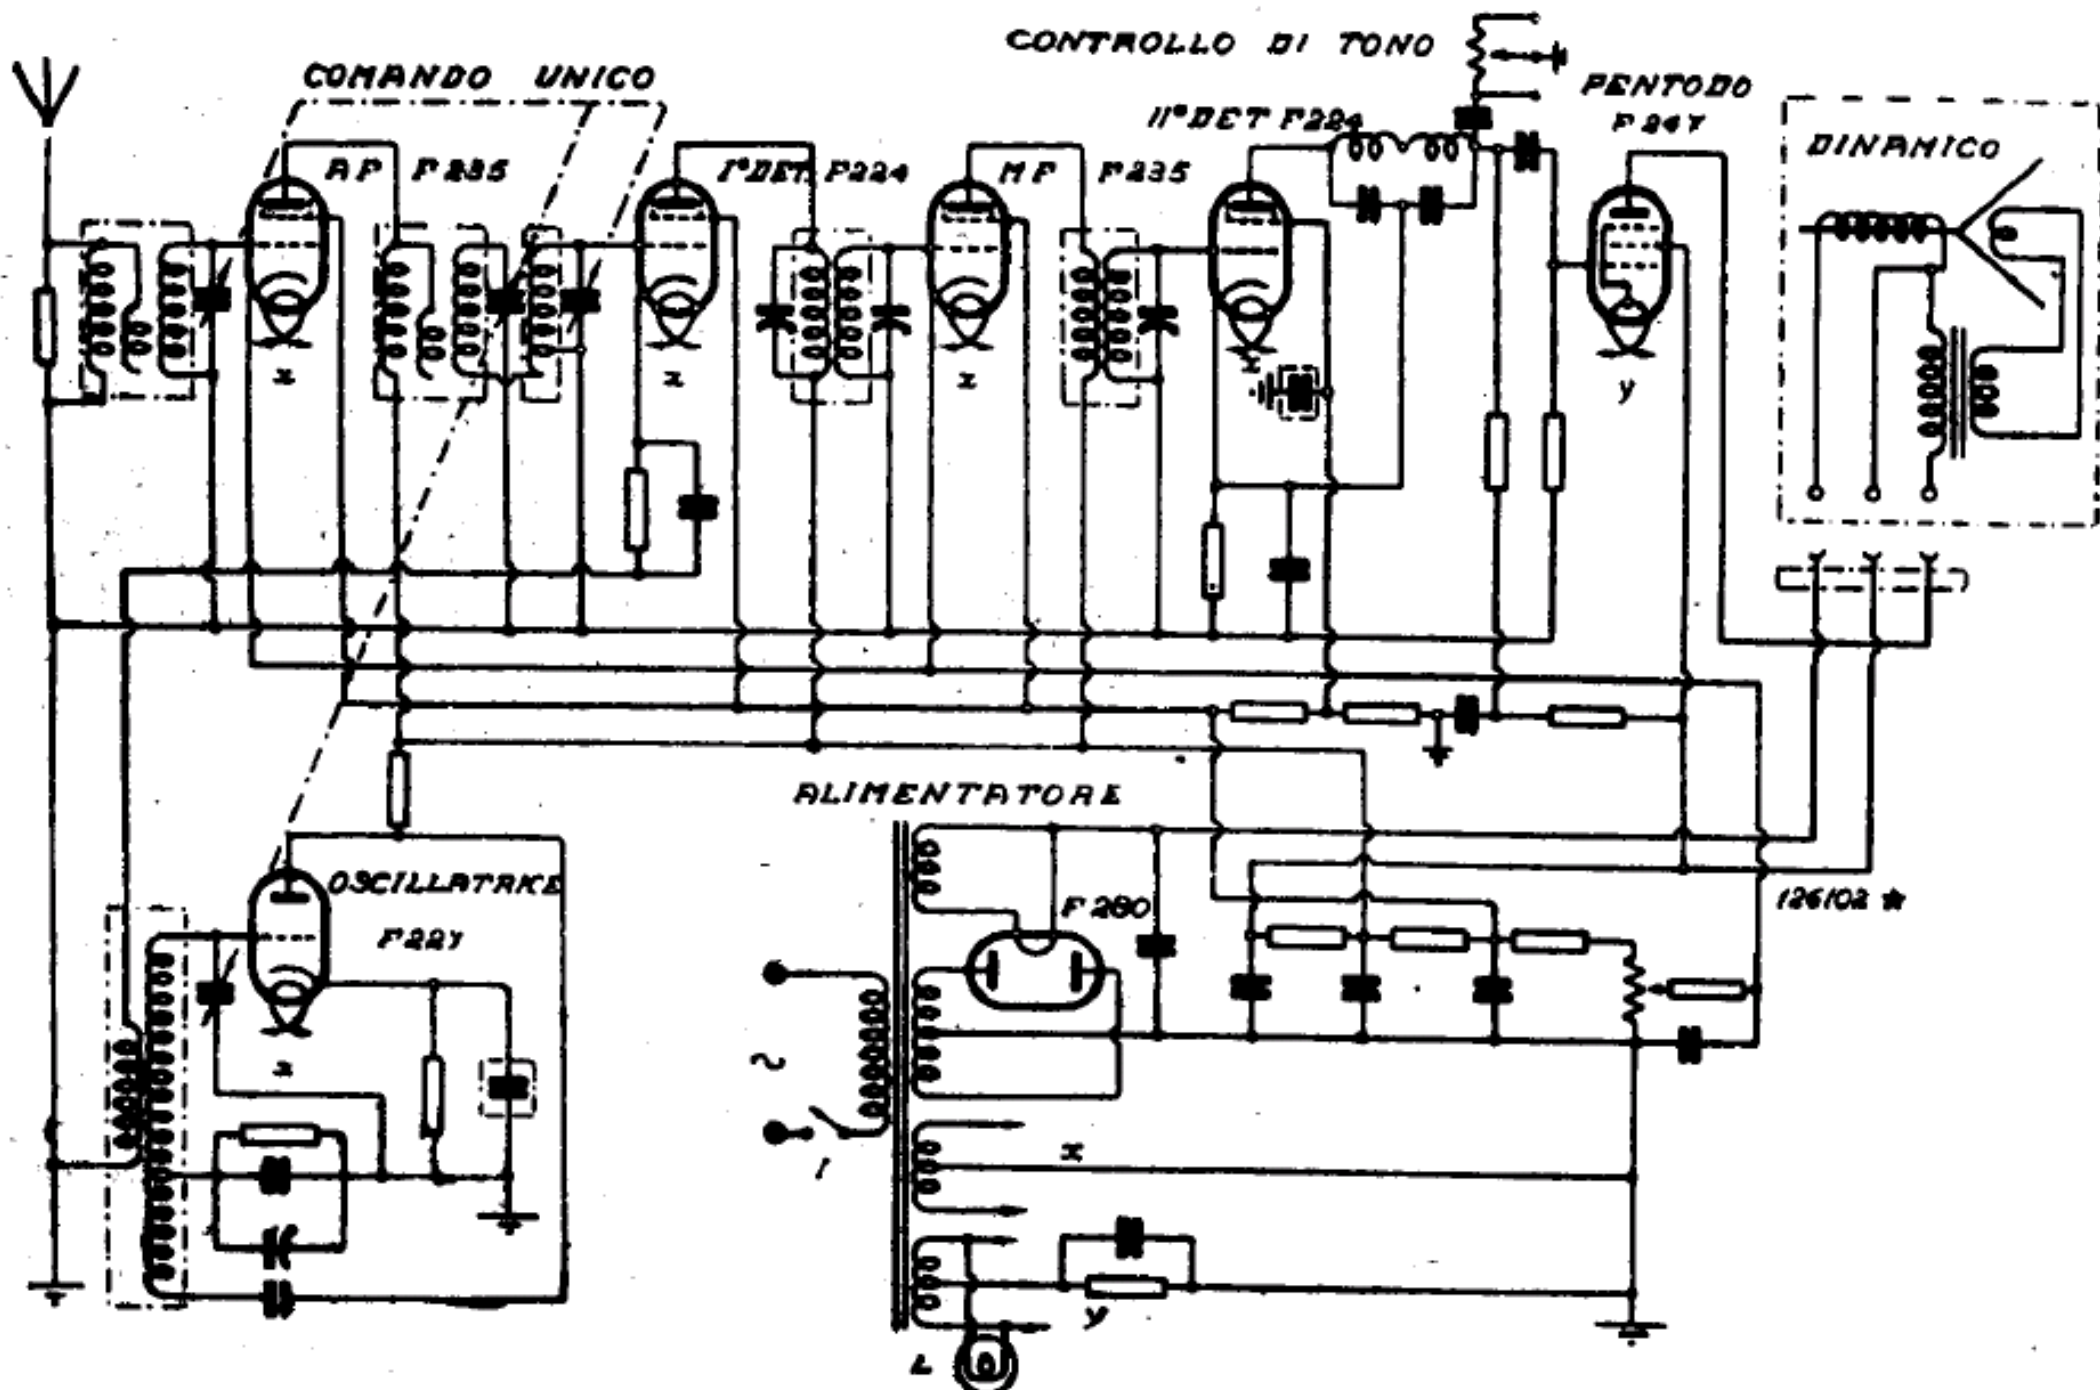 CONTROLLO DI TONO
COMANDO UNICO
PENTODO
F 247
II° DET F224
DINAMICO
AF F235
I° DET. F224
MF F235
x
x
x
x
y
ALIMENTATORE
OSCILLATRICE
F227
F280
126102 ☆
x
~
I
x
y
L